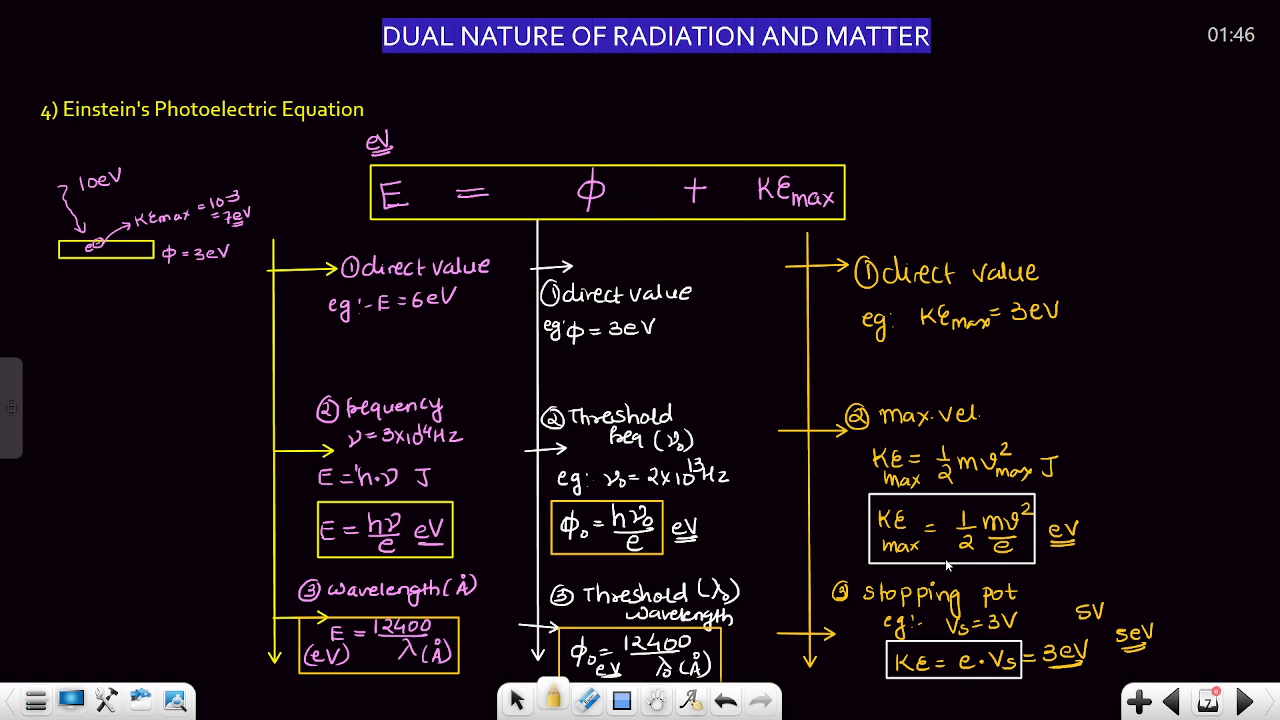 DUAL NATURE OF RADIATION AND MATTER
01:46
4) Einstein's Photoelectric Equation
eV
E = ϕ + KEmax
10eV
KEmax = 10-3
= 7eV
e⊖
ϕ = 3eV
① direct value
eg:- E = 6eV
② frequency
ν = 3×10¹⁴Hz
E = h·ν J
E = hν/e eV
③ wavelength (Å)
E = 12400/λ(Å)
(eV)
① direct value
eg: ϕ = 3eV
② Threshold
freq (ν₀)
eg:- ν₀ = 2×10¹³Hz
ϕ₀ = hν₀/e eV
③ Threshold (λ₀)
wavelength
ϕ₀ = 12400/λ₀(Å)
eV
① direct value
eg: KEmax = 3eV
② max. vel.
KEmax = 1/2 mv²max J
KEmax = 1/2 mv²/e eV
③ stopping pot
eg:- Vs = 3V
KE = e·Vs = 3eV
5V
5eV
7